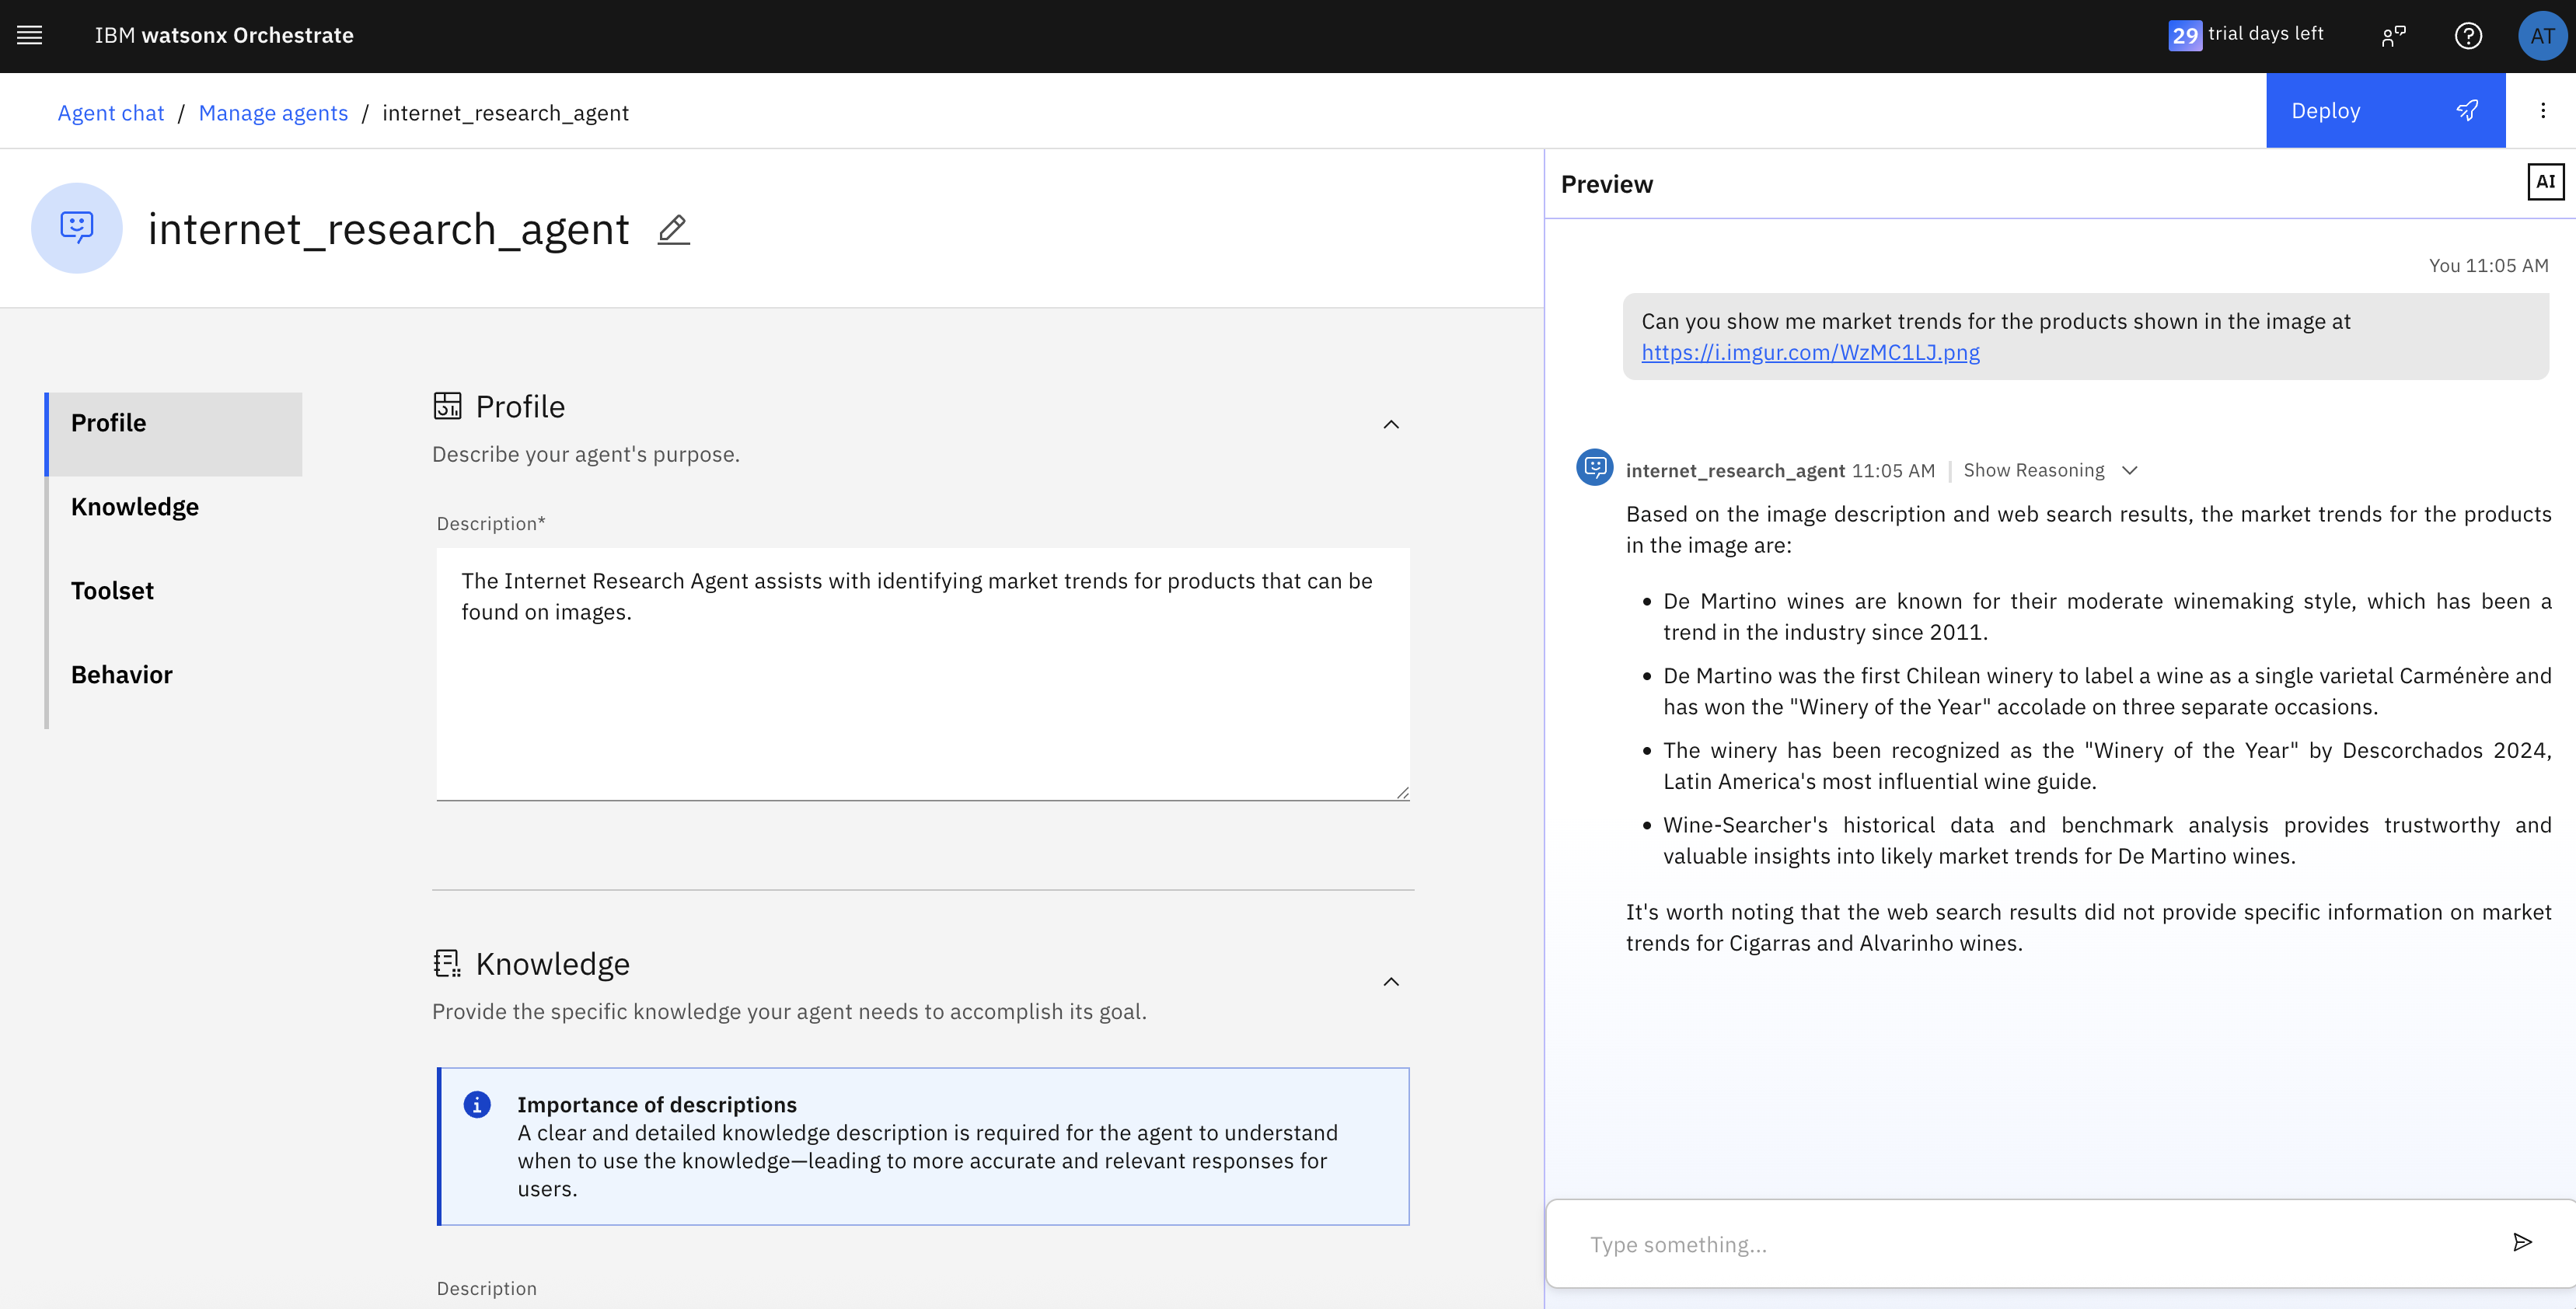 IBM watsonx Orchestrate
29 trial days left
AT
Agent chat / Manage agents / internet_research_agent
Deploy
internet_research_agent
Profile
Knowledge
Toolset
Behavior
Profile
Describe your agent's purpose.
Description*
The Internet Research Agent assists with identifying market trends for products that can be
found on images.
Knowledge
Provide the specific knowledge your agent needs to accomplish its goal.
Importance of descriptions
A clear and detailed knowledge description is required for the agent to understand
when to use the knowledge—leading to more accurate and relevant responses for
users.
Description
Preview
AI
You 11:05 AM
Can you show me market trends for the products shown in the image at
https://i.imgur.com/WzMC1LJ.png
internet_research_agent 11:05 AM | Show Reasoning
Based on the image description and web search results, the market trends for the products
in the image are:
• De Martino wines are known for their moderate winemaking style, which has been a
trend in the industry since 2011.
• De Martino was the first Chilean winery to label a wine as a single varietal Carménère and
has won the "Winery of the Year" accolade on three separate occasions.
• The winery has been recognized as the "Winery of the Year" by Descorchados 2024,
Latin America's most influential wine guide.
• Wine-Searcher's historical data and benchmark analysis provides trustworthy and
valuable insights into likely market trends for De Martino wines.
It's worth noting that the web search results did not provide specific information on market
trends for Cigarras and Alvarinho wines.
Type something...